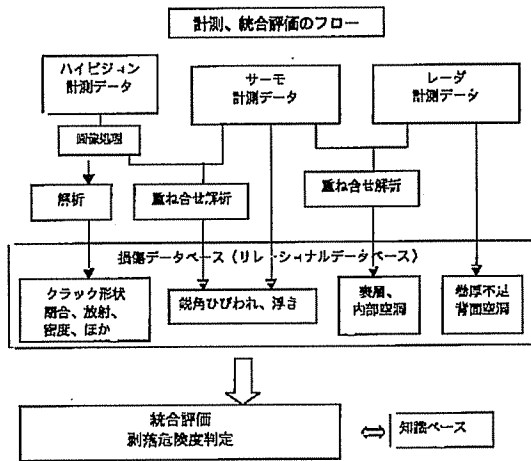 計測、統合評価のフロー
ハイビジョン
計測データ
サーモ
計測データ
レーダ
計測データ
画像処理
解析
重ね合せ解析
重ね合せ解析
損傷データベース（リレーショナルデータベース）
クラック形状
閉合、放射、
密度、ほか
鋭角ひびわれ、浮き
表層、
内部空洞
巻厚不足
背面空洞
統合評価
剥落危険度判定
知識ベース